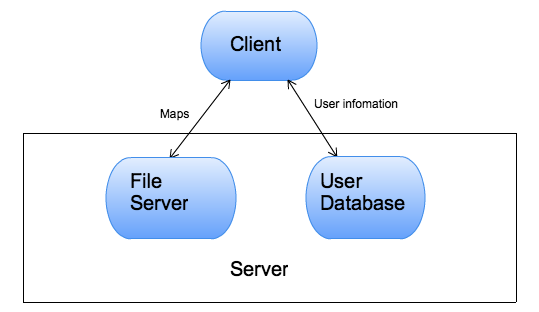 Client
User infomation
Maps
File
Server
User
Database
Server